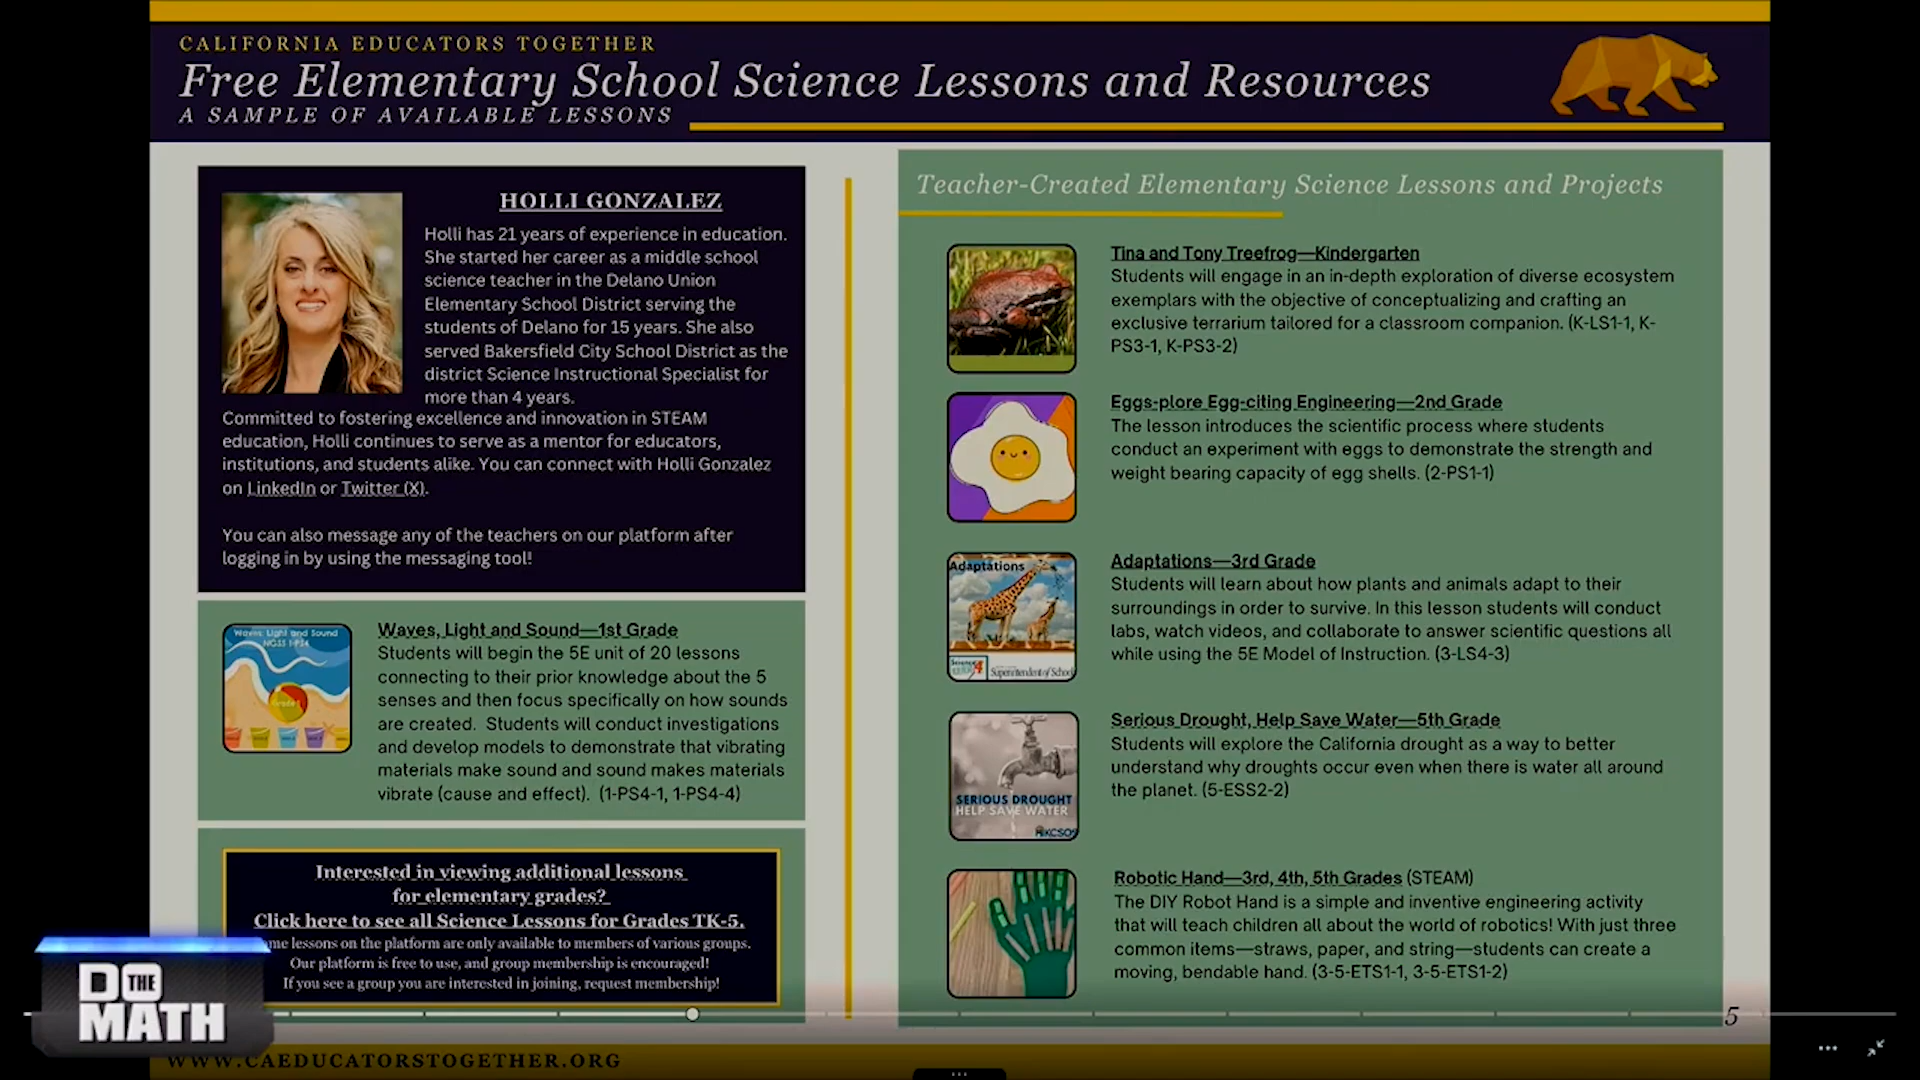 CALIFORNIA EDUCATORS TOGETHER
Free Elementary School Science Lessons and Resources
A SAMPLE OF AVAILABLE LESSONS
HOLLI GONZALEZ
Holli has 21 years of experience in education.
She started her career as a middle school
science teacher in the Delano Union
Elementary School District serving the
students of Delano for 15 years. She also
served Bakersfield City School District as the
district Science Instructional Specialist for
more than 4 years.
Committed to fostering excellence and innovation in STEAM
education, Holli continues to serve as a mentor for educators,
institutions, and students alike. You can connect with Holli Gonzalez
on LinkedIn or Twitter (X).
You can also message any of the teachers on our platform after
logging in by using the messaging tool!
Waves, Light and Sound
NGSS 1-PS4
Grade 1
Waves, Light and Sound—1st Grade
Students will begin the 5E unit of 20 lessons
connecting to their prior knowledge about the 5
senses and then focus specifically on how sounds
are created. Students will conduct investigations
and develop models to demonstrate that vibrating
materials make sound and sound makes materials
vibrate (cause and effect). (1-PS4-1, 1-PS4-4)
Interested in viewing additional lessons
for elementary grades?
Click here to see all Science Lessons for Grades TK-5.
me lessons on the platform are only available to members of various groups.
Our platform is free to use, and group membership is encouraged!
If you see a group you are interested in joining, request membership!
Teacher-Created Elementary Science Lessons and Projects
Tina and Tony Treefrog—Kindergarten
Students will engage in an in-depth exploration of diverse ecosystem
exemplars with the objective of conceptualizing and crafting an
exclusive terrarium tailored for a classroom companion. (K-LS1-1, K-
PS3-1, K-PS3-2)
Eggs-plore Egg-citing Engineering—2nd Grade
The lesson introduces the scientific process where students
conduct an experiment with eggs to demonstrate the strength and
weight bearing capacity of egg shells. (2-PS1-1)
Adaptations
Superintendent of School
Adaptations—3rd Grade
Students will learn about how plants and animals adapt to their
surroundings in order to survive. In this lesson students will conduct
labs, watch videos, and collaborate to answer scientific questions all
while using the 5E Model of Instruction. (3-LS4-3)
SERIOUS DROUGHT
HELP SAVE WATER
KCSOS
Serious Drought, Help Save Water—5th Grade
Students will explore the California drought as a way to better
understand why droughts occur even when there is water all around
the planet. (5-ESS2-2)
Robotic Hand—3rd, 4th, 5th Grades (STEAM)
The DIY Robot Hand is a simple and inventive engineering activity
that will teach children all about the world of robotics! With just three
common items—straws, paper, and string—students can create a
moving, bendable hand. (3-5-ETS1-1, 3-5-ETS1-2)
5
DO THE
MATH
WWW.CAEDUCATORSTOGETHER.ORG